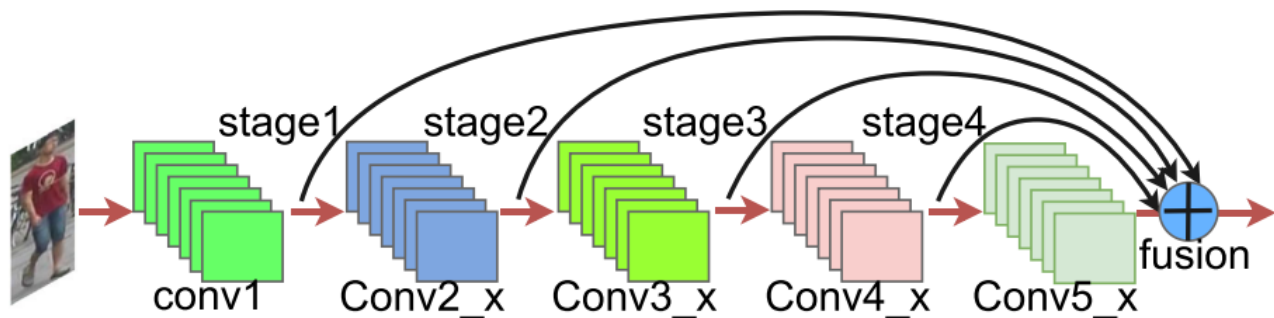 stage1
stage2
stage3
stage4
fusion
conv1
Conv2_x
Conv3_x
Conv4_x
Conv5_x